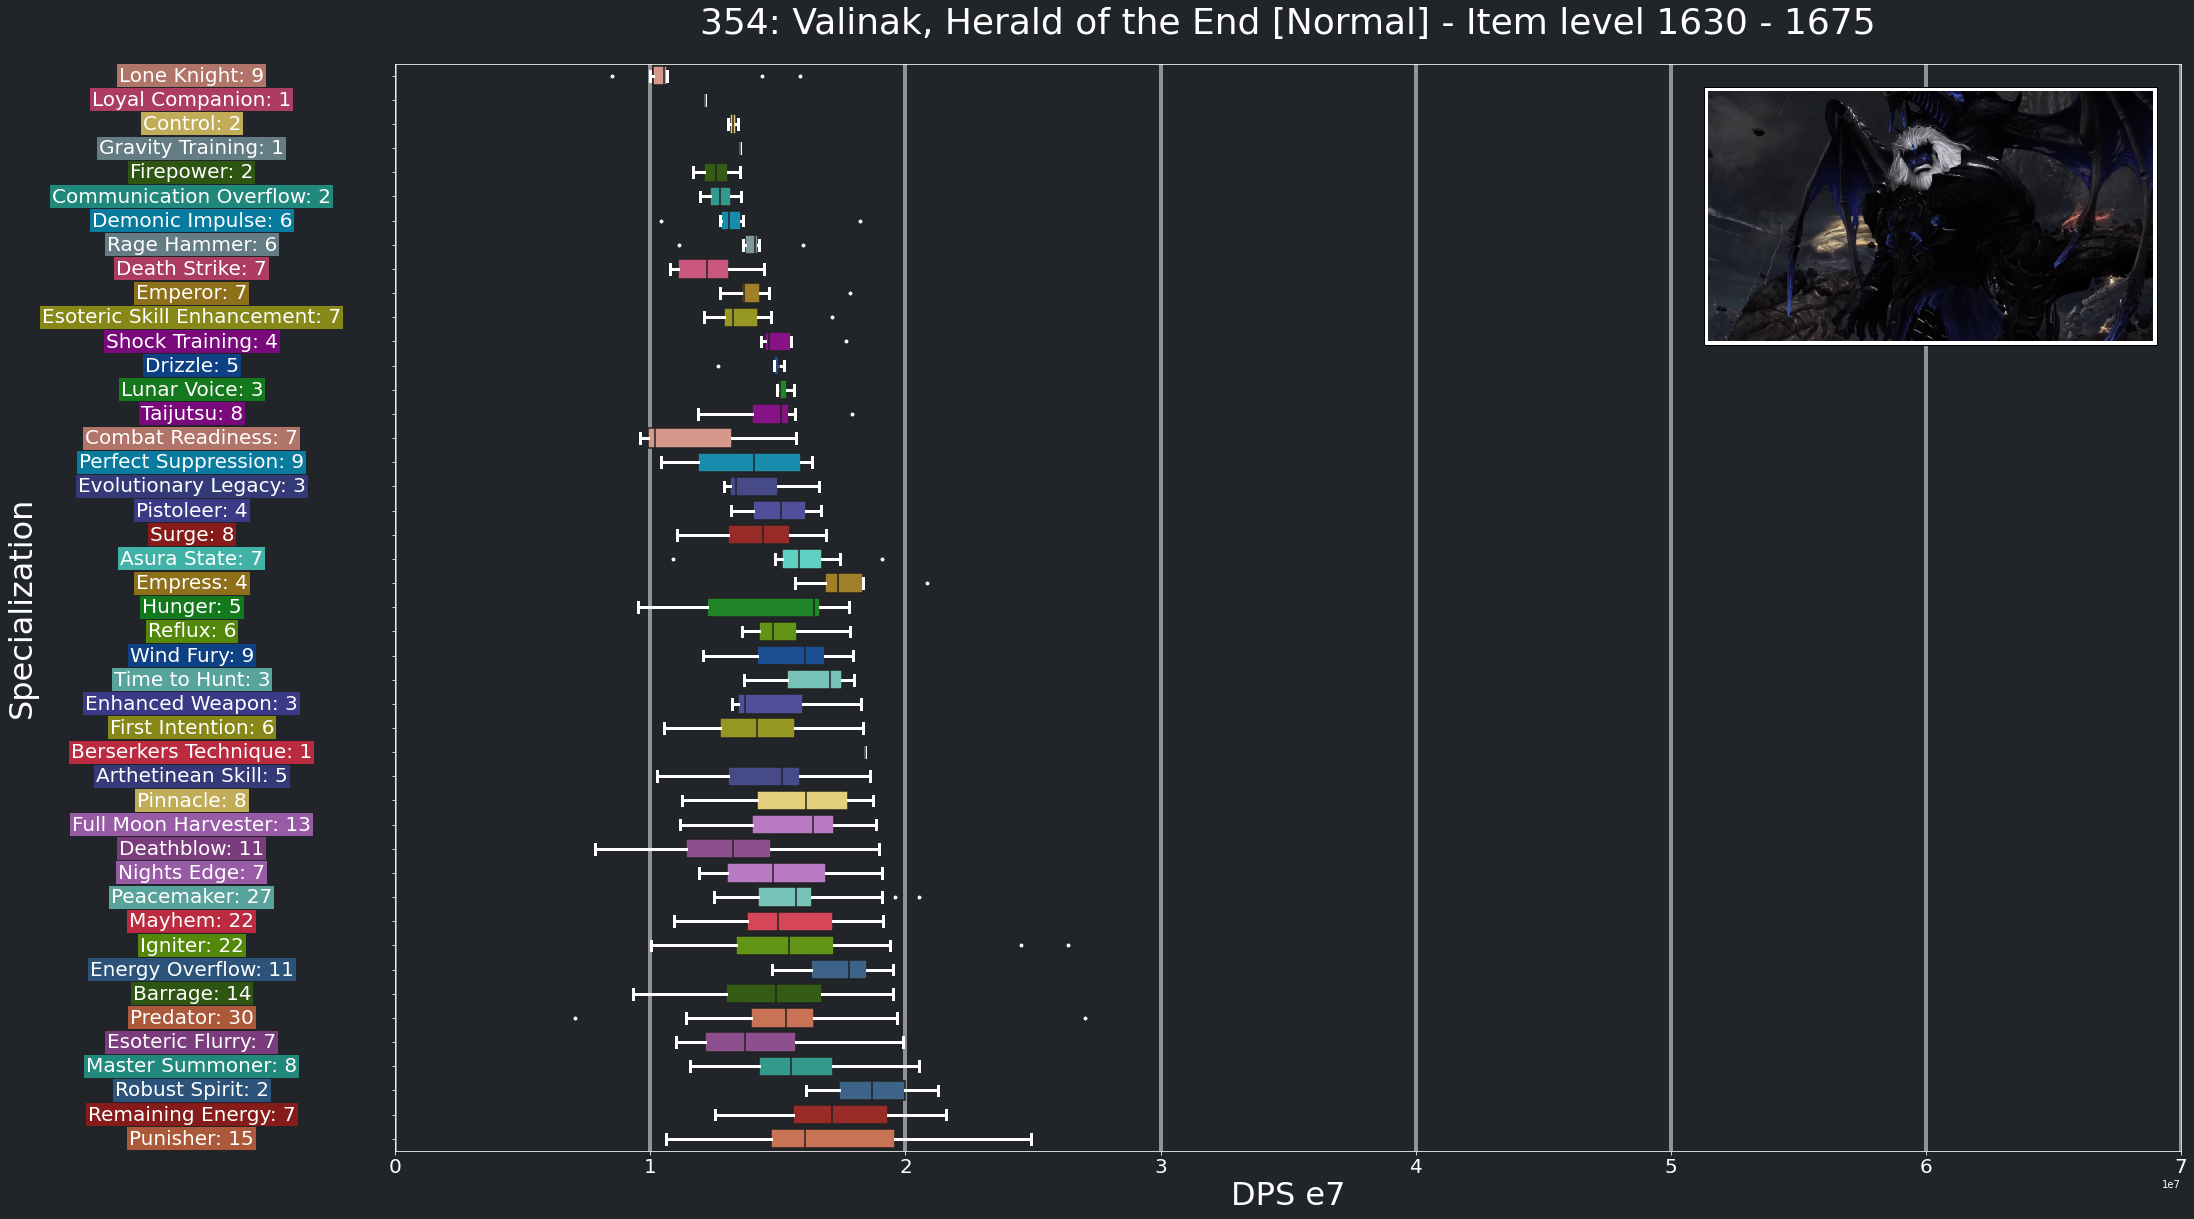 354: Valinak, Herald of the End [Normal] - Item level 1630 - 1675
Specialization
Lone Knight: 9
Loyal Companion: 1
Control: 2
Gravity Training: 1
Firepower: 2
Communication Overflow: 2
Demonic Impulse: 6
Rage Hammer: 6
Death Strike: 7
Emperor: 7
Esoteric Skill Enhancement: 7
Shock Training: 4
Drizzle: 5
Lunar Voice: 3
Taijutsu: 8
Combat Readiness: 7
Perfect Suppression: 9
Evolutionary Legacy: 3
Pistoleer: 4
Surge: 8
Asura State: 7
Empress: 4
Hunger: 5
Reflux: 6
Wind Fury: 9
Time to Hunt: 3
Enhanced Weapon: 3
First Intention: 6
Berserkers Technique: 1
Arthetinean Skill: 5
Pinnacle: 8
Full Moon Harvester: 13
Deathblow: 11
Nights Edge: 7
Peacemaker: 27
Mayhem: 22
Igniter: 22
Energy Overflow: 11
Barrage: 14
Predator: 30
Esoteric Flurry: 7
Master Summoner: 8
Robust Spirit: 2
Remaining Energy: 7
Punisher: 15
0 1 2 3 4 5 6 7
1e7
DPS e7